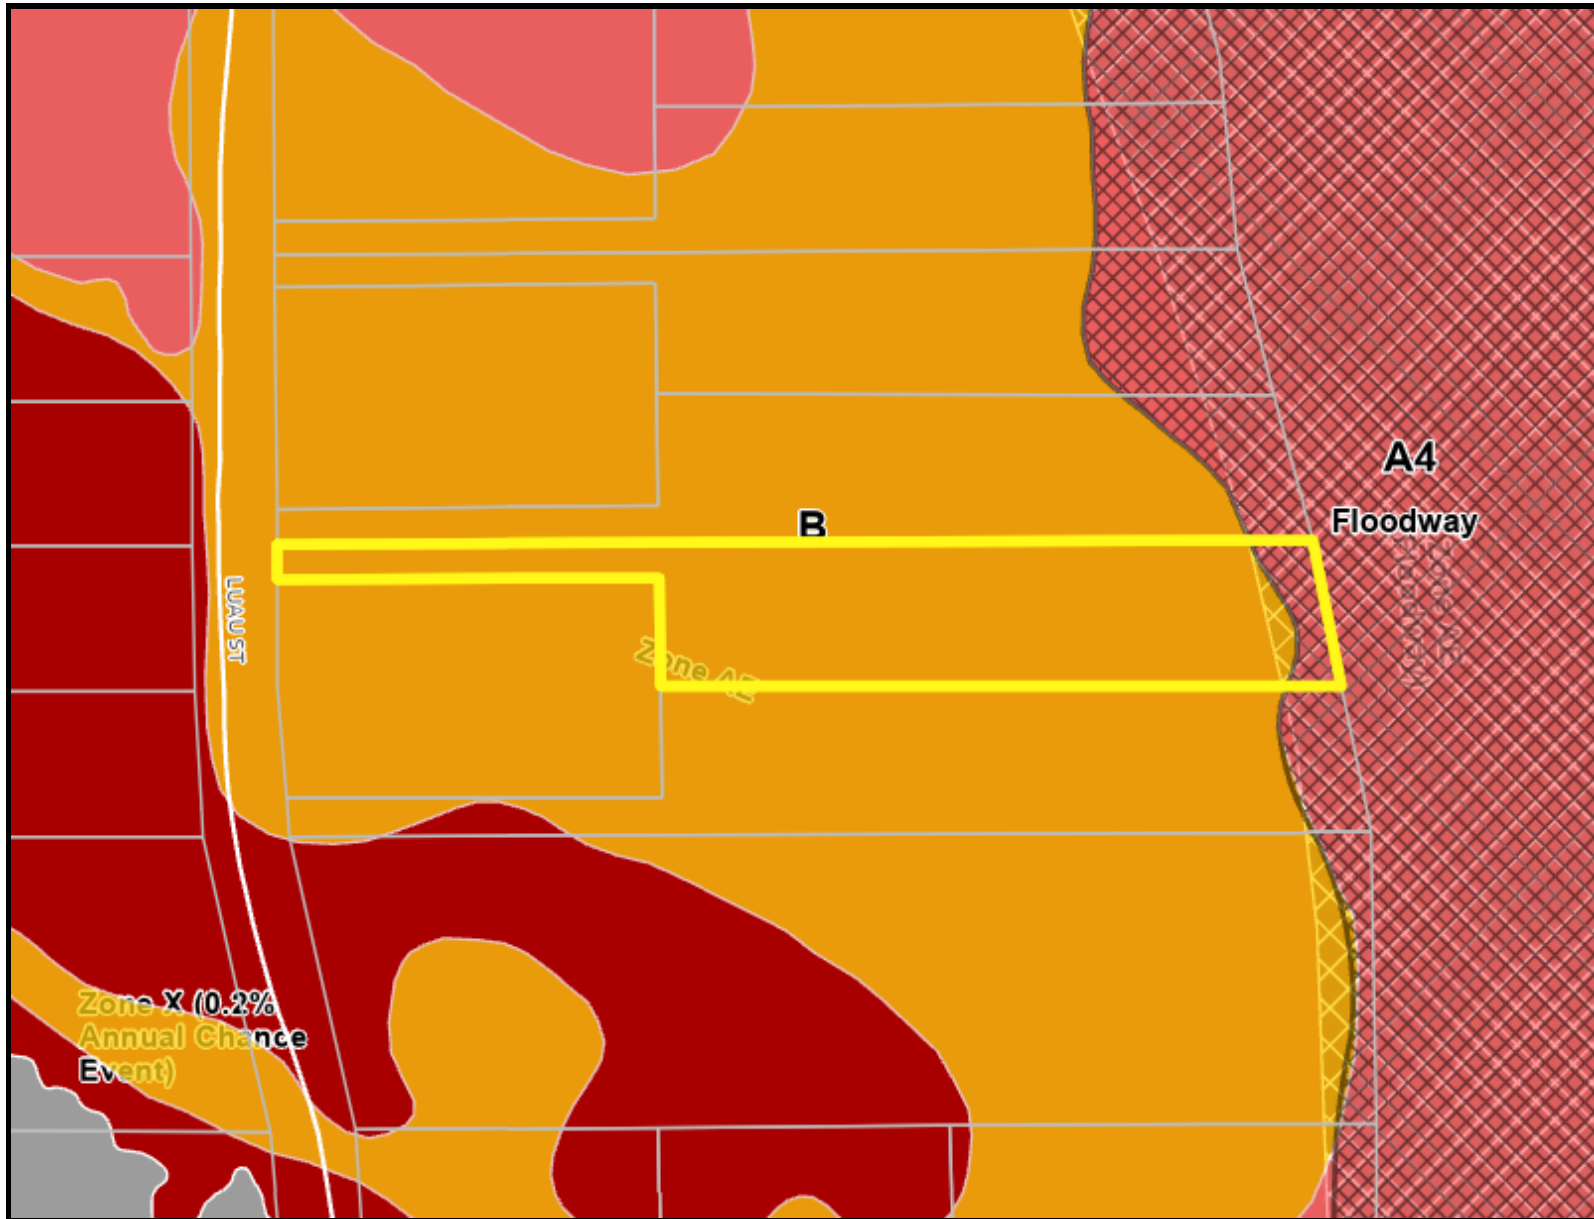 A4
Floodway
B
LUAU ST
Zone AE
Zone X (0.2%
Annual Chance
Event)